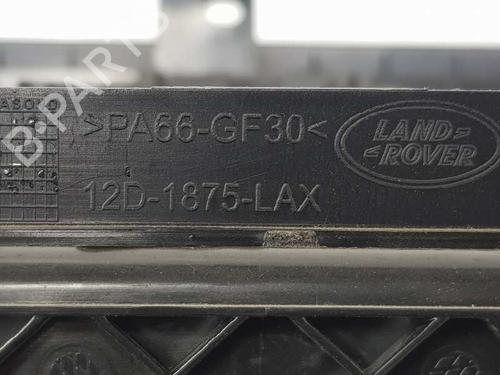 >PA66-GF30<
LAND
ROVER
12D-1875-LAX
B-Parts